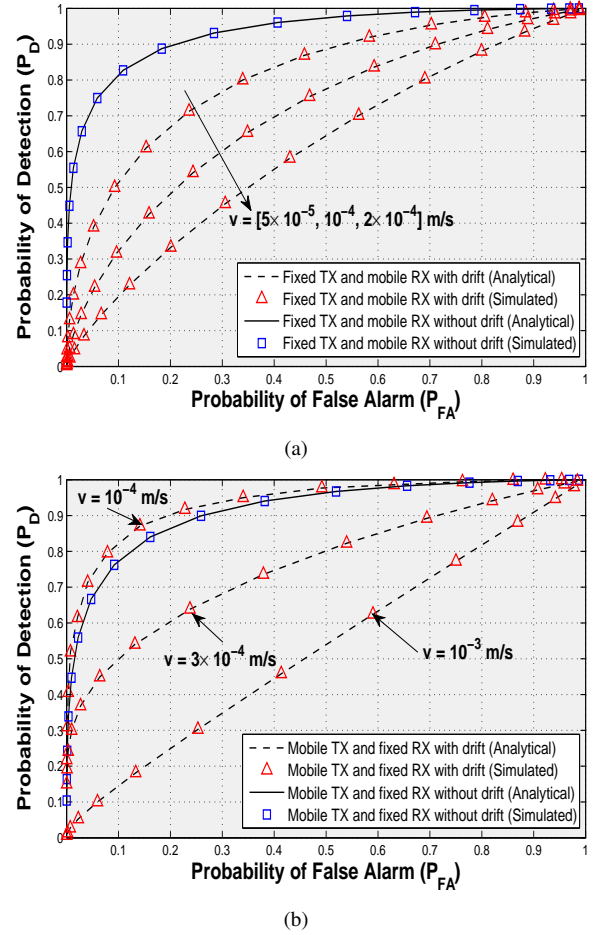 1
0.9
0.8
0.7
0.6
0.5
0.4
0.3
0.2
0.1
0
0.1 0.2 0.3 0.4 0.5 0.6 0.7 0.8 0.9 1
Probability of Detection (P_D)
Probability of False Alarm (P_FA)
v = [5× 10^−5, 10^−4, 2× 10^−4] m/s
Fixed TX and mobile RX with drift (Analytical)
Fixed TX and mobile RX with drift (Simulated)
Fixed TX and mobile RX without drift (Analytical)
Fixed TX and mobile RX without drift (Simulated)
(a)
1
0.9
0.8
0.7
0.6
0.5
0.4
0.3
0.2
0.1
0
0.1 0.2 0.3 0.4 0.5 0.6 0.7 0.8 0.9 1
Probability of Detection (P_D)
Probability of False Alarm (P_FA)
v = 10^−4 m/s
v = 3× 10^−4 m/s
v = 10^−3 m/s
Mobile TX and fixed RX with drift (Analytical)
Mobile TX and fixed RX with drift (Simulated)
Mobile TX and fixed RX without drift (Analytical)
Mobile TX and fixed RX without drift (Simulated)
(b)